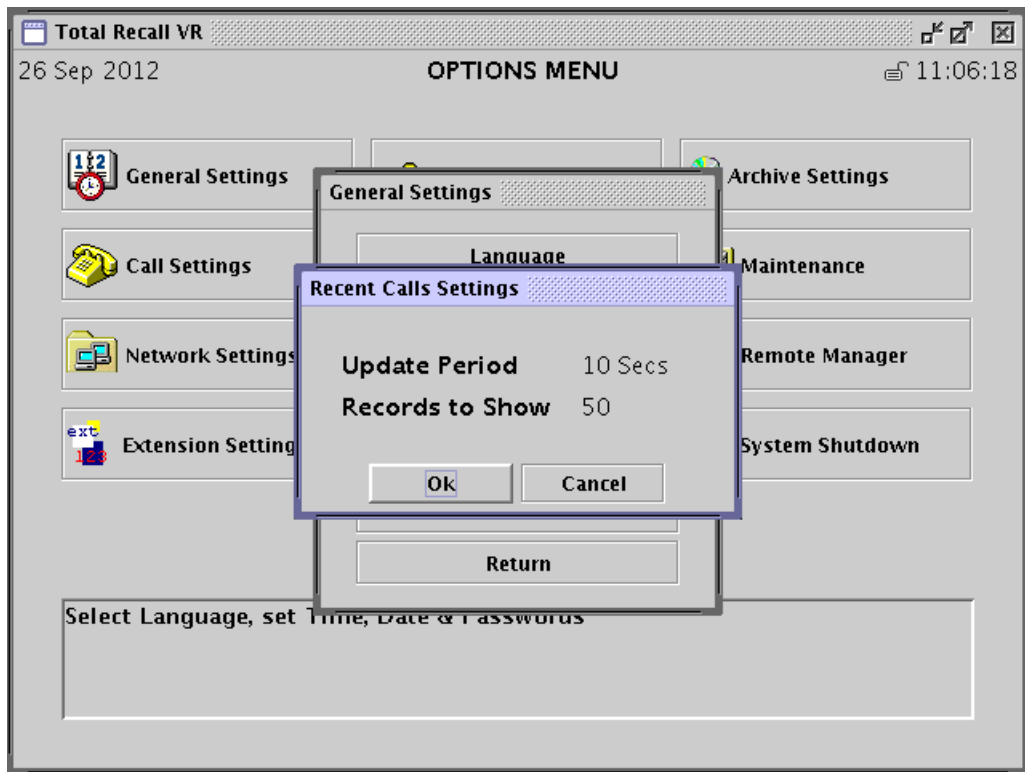 Total Recall VR
26 Sep 2012 OPTIONS MENU 11:06:18
General Settings
Archive Settings
Call Settings
Maintenance
Network Settings
Remote Manager
ext
123
Extension Setting
System Shutdown
General Settings
Language
Recent Calls Settings
Update Period 10 Secs
Records to Show 50
Ok Cancel
Return
Select Language, set Time, Date & Passwords